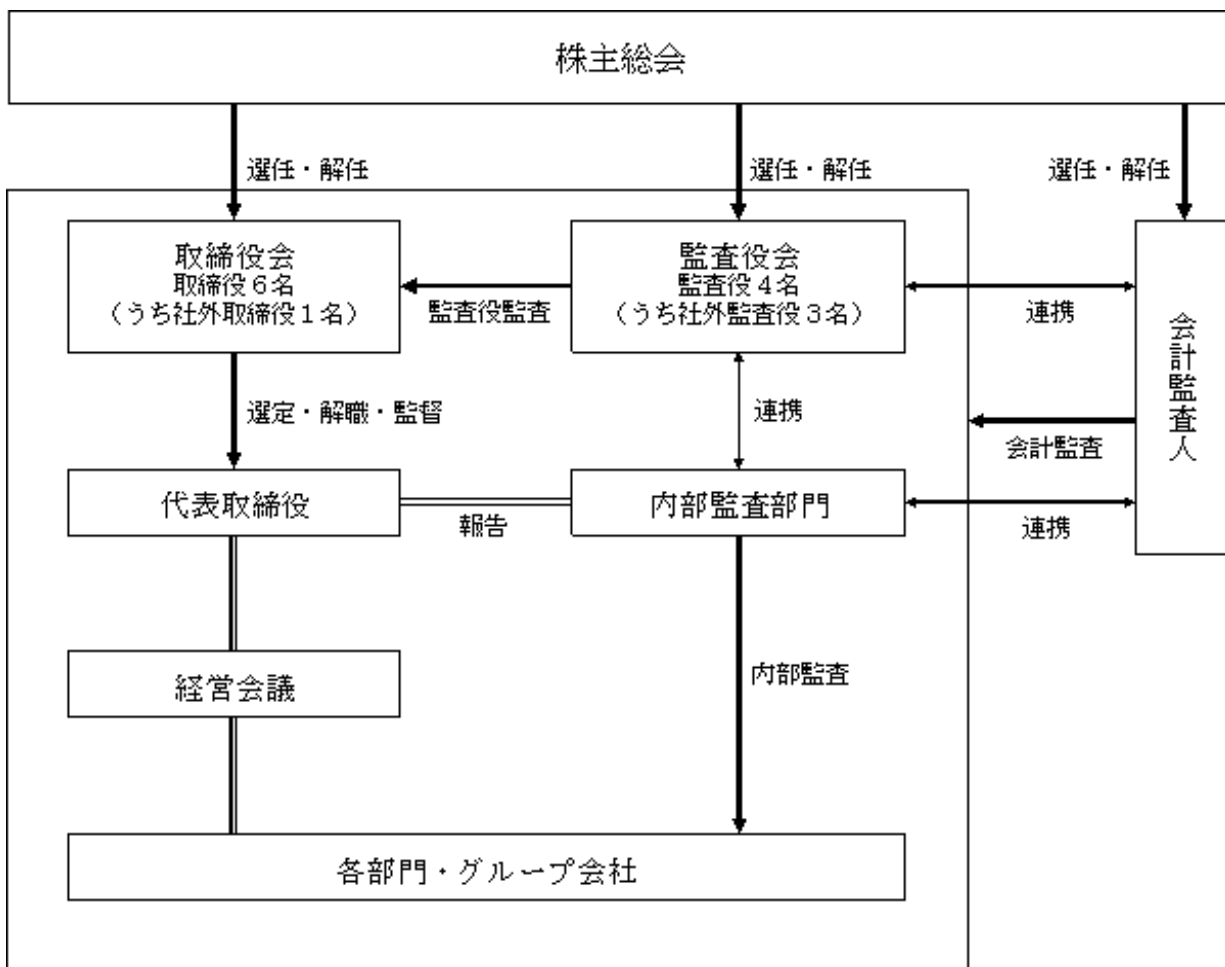 株主総会
選任・解任
選任・解任
選任・解任
取締役会
取締役6名
(うち社外取締役1名)
監査役監査
監査役会
監査役4名
(うち社外監査役3名)
連携
会計監査人
選定・解職・監督
連携
会計監査
代表取締役
報告
内部監査部門
連携
経営会議
内部監査
各部門・グループ会社